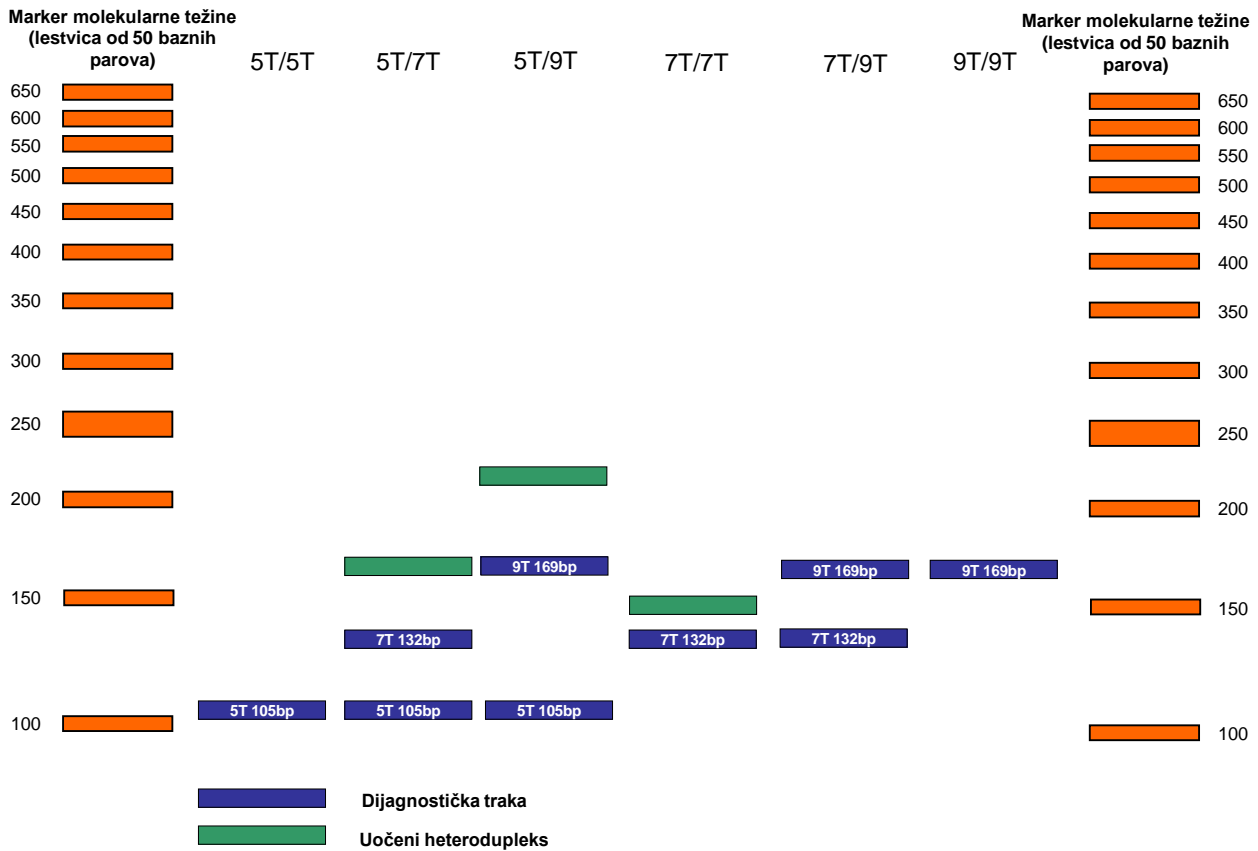 Marker molekularne težine
(lestvica od 50 baznih
parova)
5T/5T
5T/7T
5T/9T
7T/7T
7T/9T
9T/9T
Marker molekularne težine
(lestvica od 50 baznih
parova)
650
600
550
500
450
400
350
300
250
200
150
100
9T 169bp
9T 169bp
9T 169bp
7T 132bp
7T 132bp
7T 132bp
5T 105bp
5T 105bp
5T 105bp
650
600
550
500
450
400
350
300
250
200
150
100
Dijagnostička traka
Uočeni heterodupleks